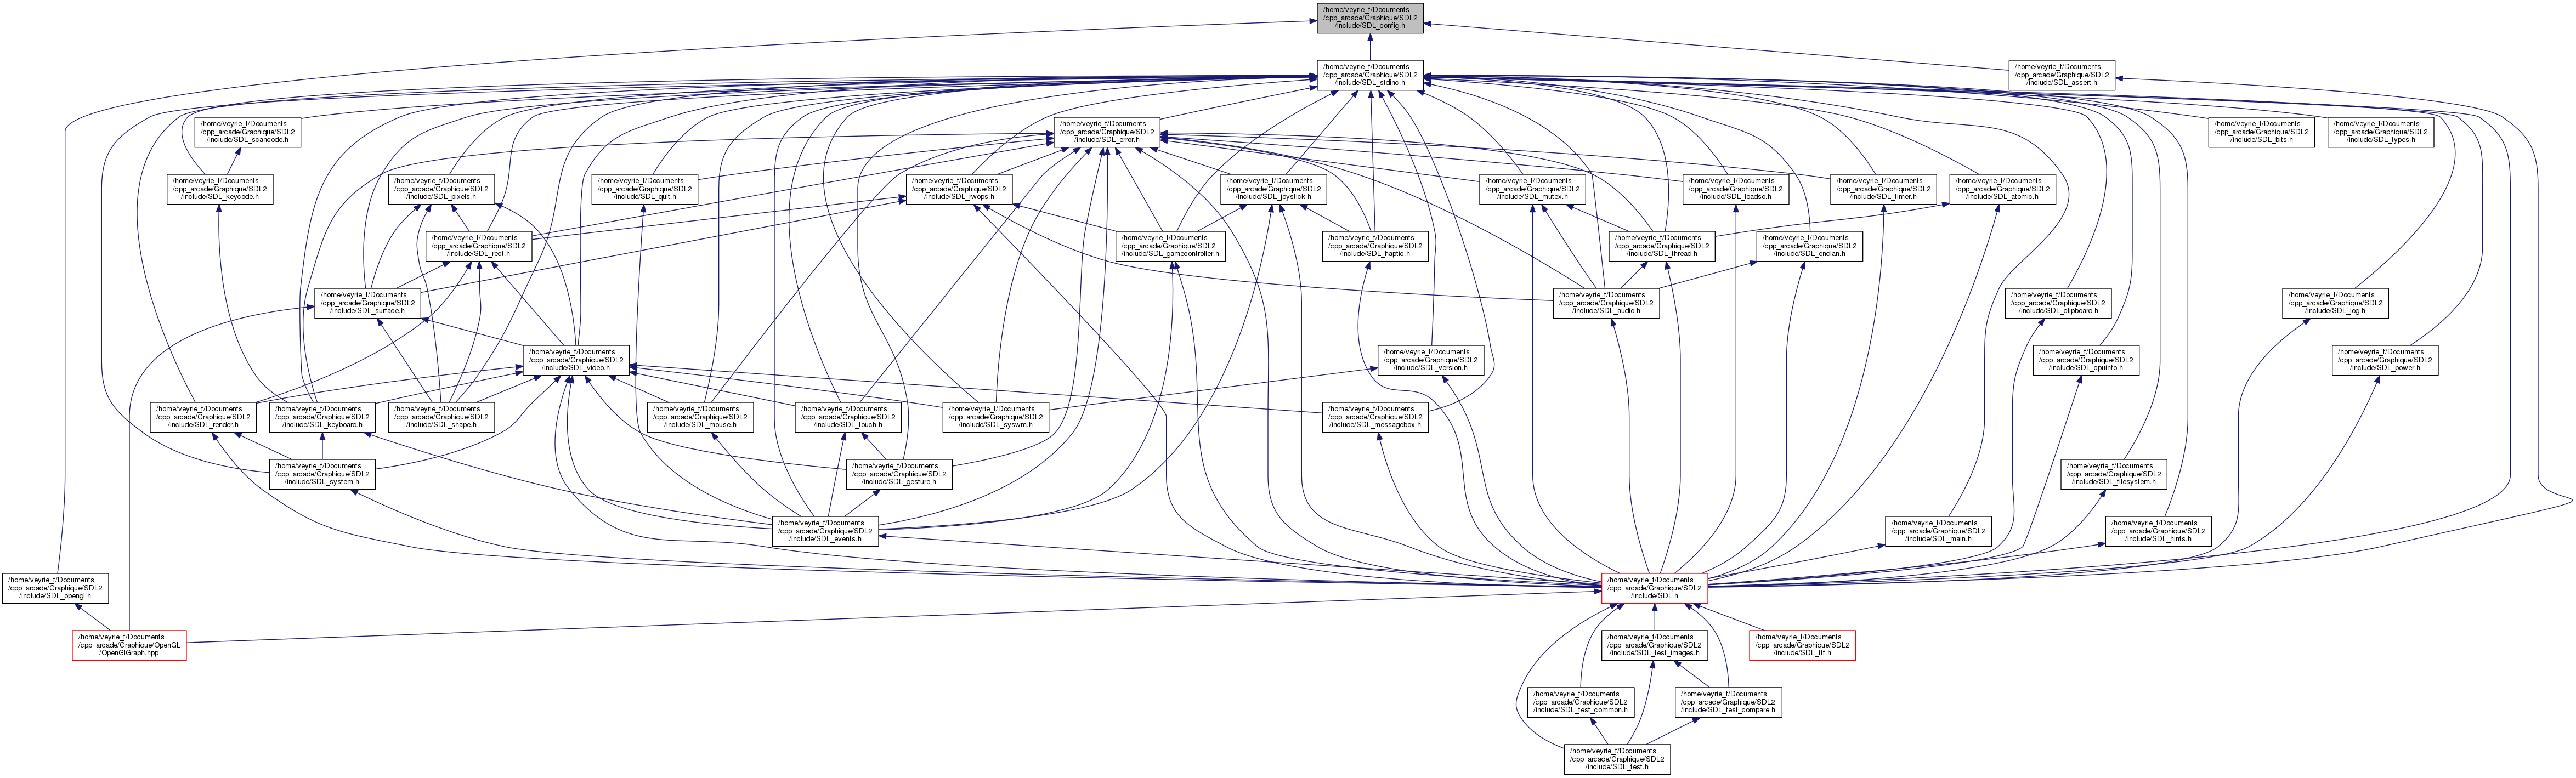 /home/veyrie_f/Documents
/cpp_arcade/Graphique/SDL2
/include/SDL_config.h
/home/veyrie_f/Documents
/cpp_arcade/Graphique/SDL2
/include/SDL_stdinc.h
/home/veyrie_f/Documents
/cpp_arcade/Graphique/SDL2
/include/SDL_assert.h
/home/veyrie_f/Documents
/cpp_arcade/Graphique/SDL2
/include/SDL_scancode.h
/home/veyrie_f/Documents
/cpp_arcade/Graphique/SDL2
/include/SDL_error.h
/home/veyrie_f/Documents
/cpp_arcade/Graphique/SDL2
/include/SDL_bits.h
/home/veyrie_f/Documents
/cpp_arcade/Graphique/SDL2
/include/SDL_types.h
/home/veyrie_f/Documents
/cpp_arcade/Graphique/SDL2
/include/SDL_keycode.h
/home/veyrie_f/Documents
/cpp_arcade/Graphique/SDL2
/include/SDL_pixels.h
/home/veyrie_f/Documents
/cpp_arcade/Graphique/SDL2
/include/SDL_quit.h
/home/veyrie_f/Documents
/cpp_arcade/Graphique/SDL2
/include/SDL_rwops.h
/home/veyrie_f/Documents
/cpp_arcade/Graphique/SDL2
/include/SDL_joystick.h
/home/veyrie_f/Documents
/cpp_arcade/Graphique/SDL2
/include/SDL_mutex.h
/home/veyrie_f/Documents
/cpp_arcade/Graphique/SDL2
/include/SDL_loadso.h
/home/veyrie_f/Documents
/cpp_arcade/Graphique/SDL2
/include/SDL_timer.h
/home/veyrie_f/Documents
/cpp_arcade/Graphique/SDL2
/include/SDL_atomic.h
/home/veyrie_f/Documents
/cpp_arcade/Graphique/SDL2
/include/SDL_rect.h
/home/veyrie_f/Documents
/cpp_arcade/Graphique/SDL2
/include/SDL_gamecontroller.h
/home/veyrie_f/Documents
/cpp_arcade/Graphique/SDL2
/include/SDL_haptic.h
/home/veyrie_f/Documents
/cpp_arcade/Graphique/SDL2
/include/SDL_thread.h
/home/veyrie_f/Documents
/cpp_arcade/Graphique/SDL2
/include/SDL_endian.h
/home/veyrie_f/Documents
/cpp_arcade/Graphique/SDL2
/include/SDL_surface.h
/home/veyrie_f/Documents
/cpp_arcade/Graphique/SDL2
/include/SDL_audio.h
/home/veyrie_f/Documents
/cpp_arcade/Graphique/SDL2
/include/SDL_clipboard.h
/home/veyrie_f/Documents
/cpp_arcade/Graphique/SDL2
/include/SDL_log.h
/home/veyrie_f/Documents
/cpp_arcade/Graphique/SDL2
/include/SDL_video.h
/home/veyrie_f/Documents
/cpp_arcade/Graphique/SDL2
/include/SDL_version.h
/home/veyrie_f/Documents
/cpp_arcade/Graphique/SDL2
/include/SDL_cpuinfo.h
/home/veyrie_f/Documents
/cpp_arcade/Graphique/SDL2
/include/SDL_power.h
/home/veyrie_f/Documents
/cpp_arcade/Graphique/SDL2
/include/SDL_render.h
/home/veyrie_f/Documents
/cpp_arcade/Graphique/SDL2
/include/SDL_keyboard.h
/home/veyrie_f/Documents
/cpp_arcade/Graphique/SDL2
/include/SDL_shape.h
/home/veyrie_f/Documents
/cpp_arcade/Graphique/SDL2
/include/SDL_mouse.h
/home/veyrie_f/Documents
/cpp_arcade/Graphique/SDL2
/include/SDL_touch.h
/home/veyrie_f/Documents
/cpp_arcade/Graphique/SDL2
/include/SDL_syswm.h
/home/veyrie_f/Documents
/cpp_arcade/Graphique/SDL2
/include/SDL_messagebox.h
/home/veyrie_f/Documents
/cpp_arcade/Graphique/SDL2
/include/SDL_system.h
/home/veyrie_f/Documents
/cpp_arcade/Graphique/SDL2
/include/SDL_gesture.h
/home/veyrie_f/Documents
/cpp_arcade/Graphique/SDL2
/include/SDL_filesystem.h
/home/veyrie_f/Documents
/cpp_arcade/Graphique/SDL2
/include/SDL_events.h
/home/veyrie_f/Documents
/cpp_arcade/Graphique/SDL2
/include/SDL_main.h
/home/veyrie_f/Documents
/cpp_arcade/Graphique/SDL2
/include/SDL_hints.h
/home/veyrie_f/Documents
/cpp_arcade/Graphique/SDL2
/include/SDL_opengl.h
/home/veyrie_f/Documents
/cpp_arcade/Graphique/SDL2
/include/SDL.h
/home/veyrie_f/Documents
/cpp_arcade/Graphique/OpenGL
/OpenGlGraph.hpp
/home/veyrie_f/Documents
/cpp_arcade/Graphique/SDL2
/include/SDL_test_images.h
/home/veyrie_f/Documents
/cpp_arcade/Graphique/SDL2
/include/SDL_ttf.h
/home/veyrie_f/Documents
/cpp_arcade/Graphique/SDL2
/include/SDL_test_common.h
/home/veyrie_f/Documents
/cpp_arcade/Graphique/SDL2
/include/SDL_test_compare.h
/home/veyrie_f/Documents
/cpp_arcade/Graphique/SDL2
/include/SDL_test.h